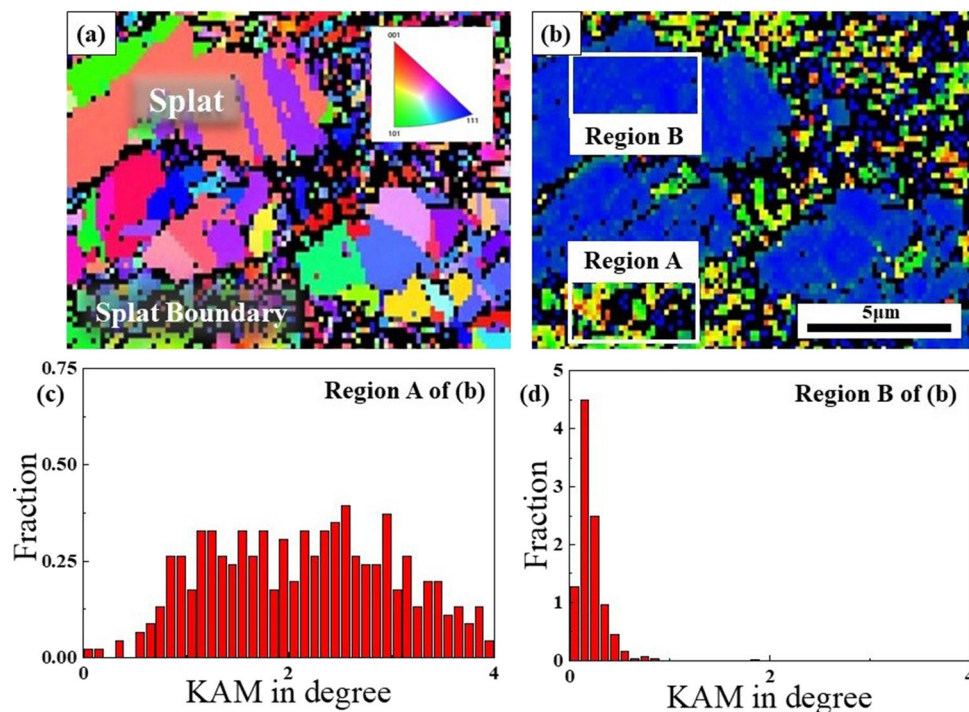 (a)
001
101
111
Splat
Splat Boundary
(b)
Region B
Region A
5μm
(c)
Region A of (b)
0.75
0.50
0.25
0.00
Fraction
0
2
4
KAM in degree
(d)
Region B of (b)
5
4
3
2
1
0
Fraction
0
2
4
KAM in degree